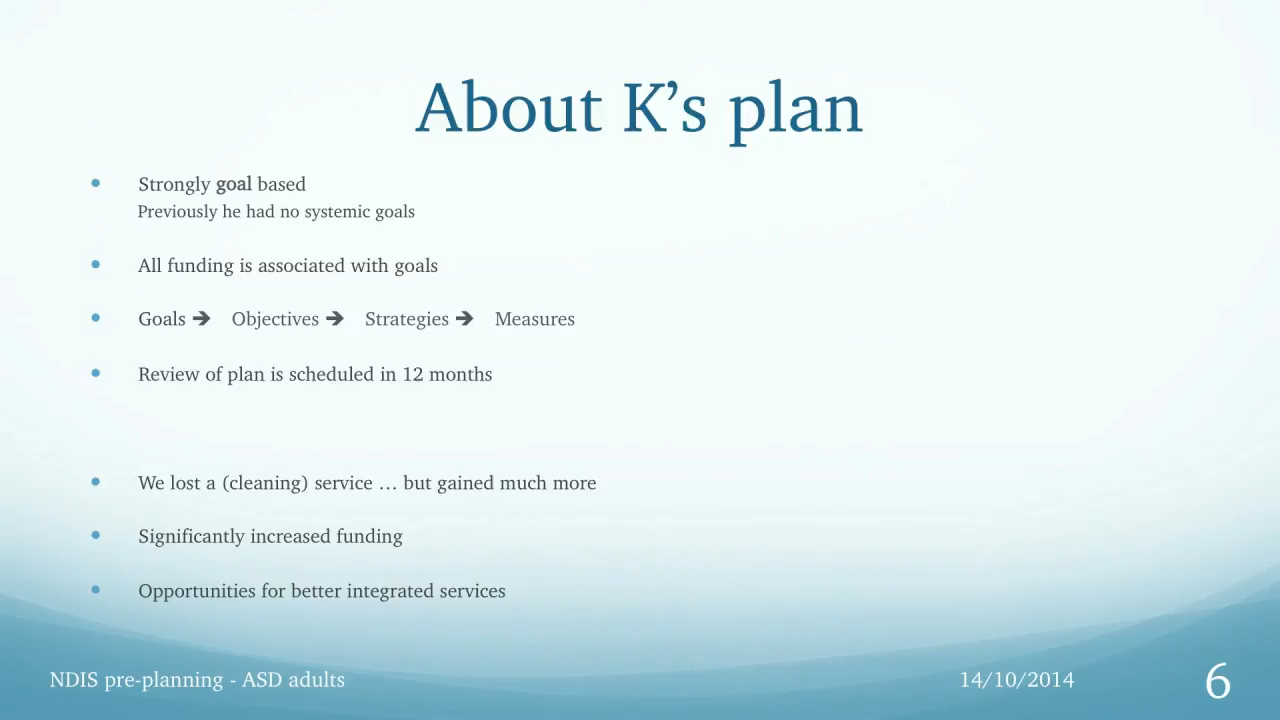 About K’s plan
• Strongly goal based
Previously he had no systemic goals
• All funding is associated with goals
• Goals ➔ Objectives ➔ Strategies ➔ Measures
• Review of plan is scheduled in 12 months
• We lost a (cleaning) service … but gained much more
• Significantly increased funding
• Opportunities for better integrated services
NDIS pre-planning - ASD adults 14/10/2014 6